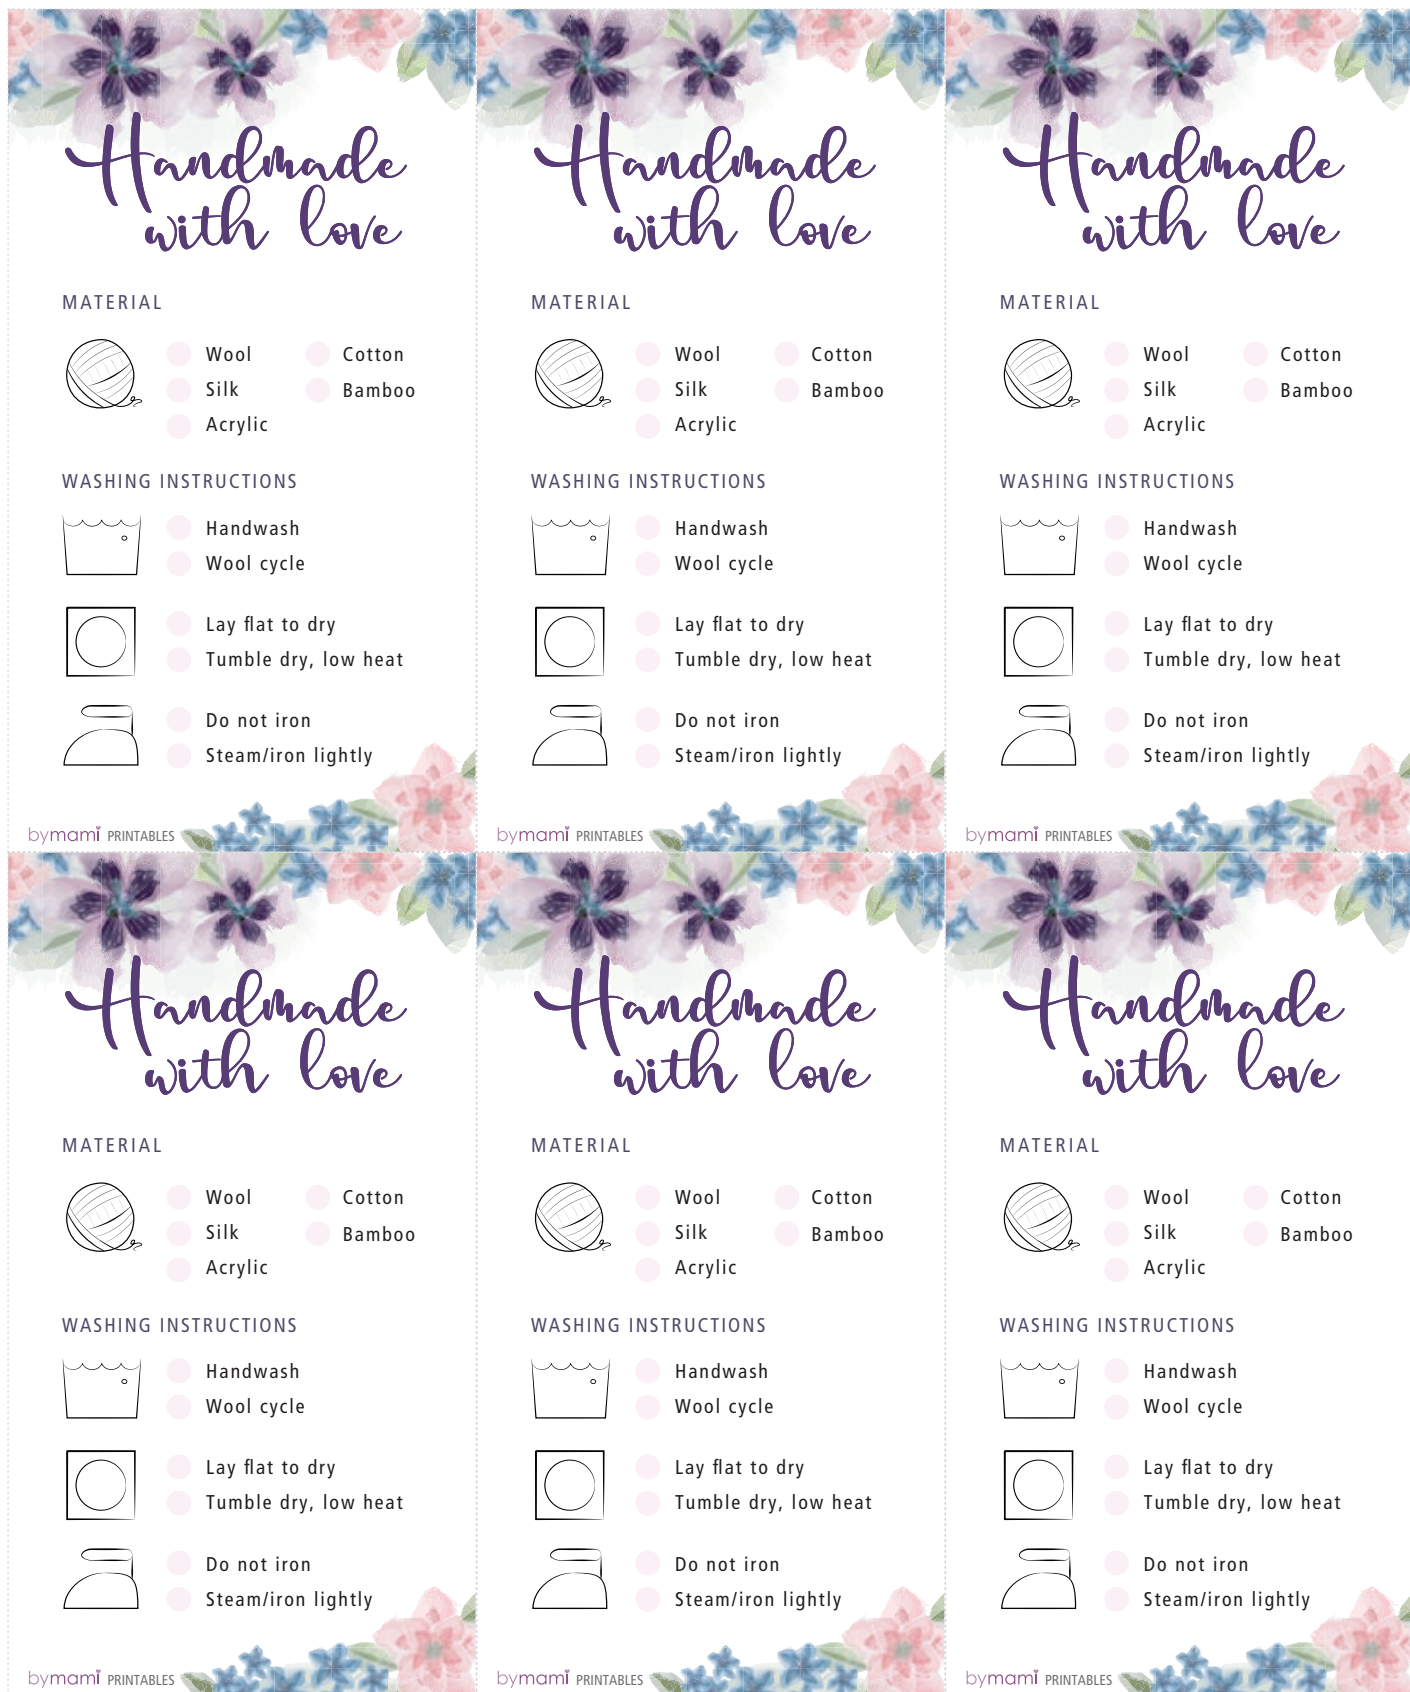 Handmade
with love
MATERIAL
Wool Cotton
Silk Bamboo
Acrylic
WASHING INSTRUCTIONS
Handwash
Wool cycle
Lay flat to dry
Tumble dry, low heat
Do not iron
Steam/iron lightly
bymami PRINTABLES
Handmade
with love
MATERIAL
Wool Cotton
Silk Bamboo
Acrylic
WASHING INSTRUCTIONS
Handwash
Wool cycle
Lay flat to dry
Tumble dry, low heat
Do not iron
Steam/iron lightly
bymami PRINTABLES
Handmade
with love
MATERIAL
Wool Cotton
Silk Bamboo
Acrylic
WASHING INSTRUCTIONS
Handwash
Wool cycle
Lay flat to dry
Tumble dry, low heat
Do not iron
Steam/iron lightly
bymami PRINTABLES
Handmade
with love
MATERIAL
Wool Cotton
Silk Bamboo
Acrylic
WASHING INSTRUCTIONS
Handwash
Wool cycle
Lay flat to dry
Tumble dry, low heat
Do not iron
Steam/iron lightly
bymami PRINTABLES
Handmade
with love
MATERIAL
Wool Cotton
Silk Bamboo
Acrylic
WASHING INSTRUCTIONS
Handwash
Wool cycle
Lay flat to dry
Tumble dry, low heat
Do not iron
Steam/iron lightly
bymami PRINTABLES
Handmade
with love
MATERIAL
Wool Cotton
Silk Bamboo
Acrylic
WASHING INSTRUCTIONS
Handwash
Wool cycle
Lay flat to dry
Tumble dry, low heat
Do not iron
Steam/iron lightly
bymami PRINTABLES